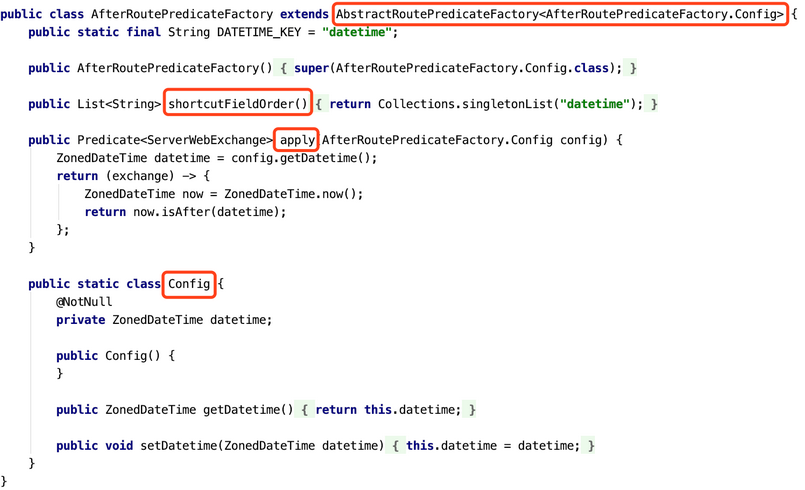 public class AfterRoutePredicateFactory extends AbstractRoutePredicateFactory<AfterRoutePredicateFactory.Config> {
    public static final String DATETIME_KEY = "datetime";
    public AfterRoutePredicateFactory() { super(AfterRoutePredicateFactory.Config.class); }
    public List<String> shortcutFieldOrder() { return Collections.singletonList("datetime"); }
    public Predicate<ServerWebExchange> apply(AfterRoutePredicateFactory.Config config) {
        ZonedDateTime datetime = config.getDatetime();
        return (exchange) -> {
            ZonedDateTime now = ZonedDateTime.now();
            return now.isAfter(datetime);
        };
    }
    public static class Config {
        @NotNull
        private ZonedDateTime datetime;
        public Config() {
        }
        public ZonedDateTime getDatetime() { return this.datetime; }
        public void setDatetime(ZonedDateTime datetime) { this.datetime = datetime; }
    }
}